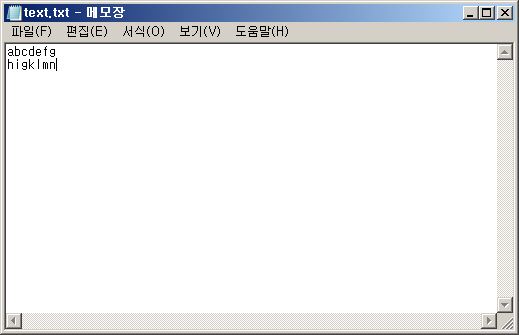 text.txt - 메모장
파일(F) 편집(E) 서식(O) 보기(V) 도움말(H)
abcdefg
higklmn